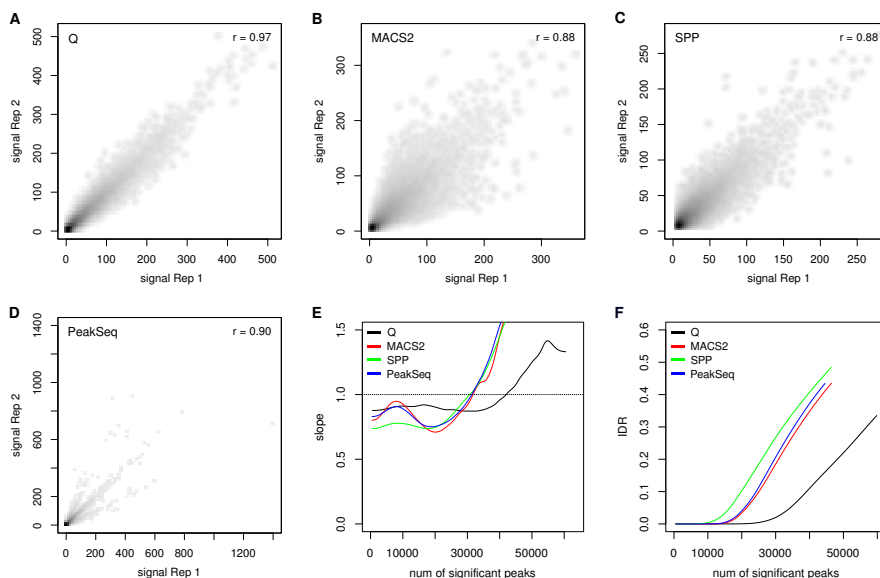 A
Q
r = 0.97
signal Rep 2
0 100 200 300 400 500
0 100 200 300 400 500
signal Rep 1
B
MACS2
r = 0.88
signal Rep 2
0 100 200 300
0 100 200 300
signal Rep 1
C
SPP
r = 0.88
signal Rep 2
0 50 100 150 200 250
0 50 100 150 200 250
signal Rep 1
D
PeakSeq
r = 0.90
signal Rep 2
0 200 600 1000 1400
0 200 400 600 800 1000 1400
signal Rep 1
E
Q
MACS2
SPP
PeakSeq
slope
0.0 0.5 1.0 1.5
0 10000 30000 50000
num of significant peaks
F
Q
MACS2
SPP
PeakSeq
IDR
0.0 0.1 0.2 0.3 0.4 0.5 0.6
0 10000 30000 50000
num of significant peaks